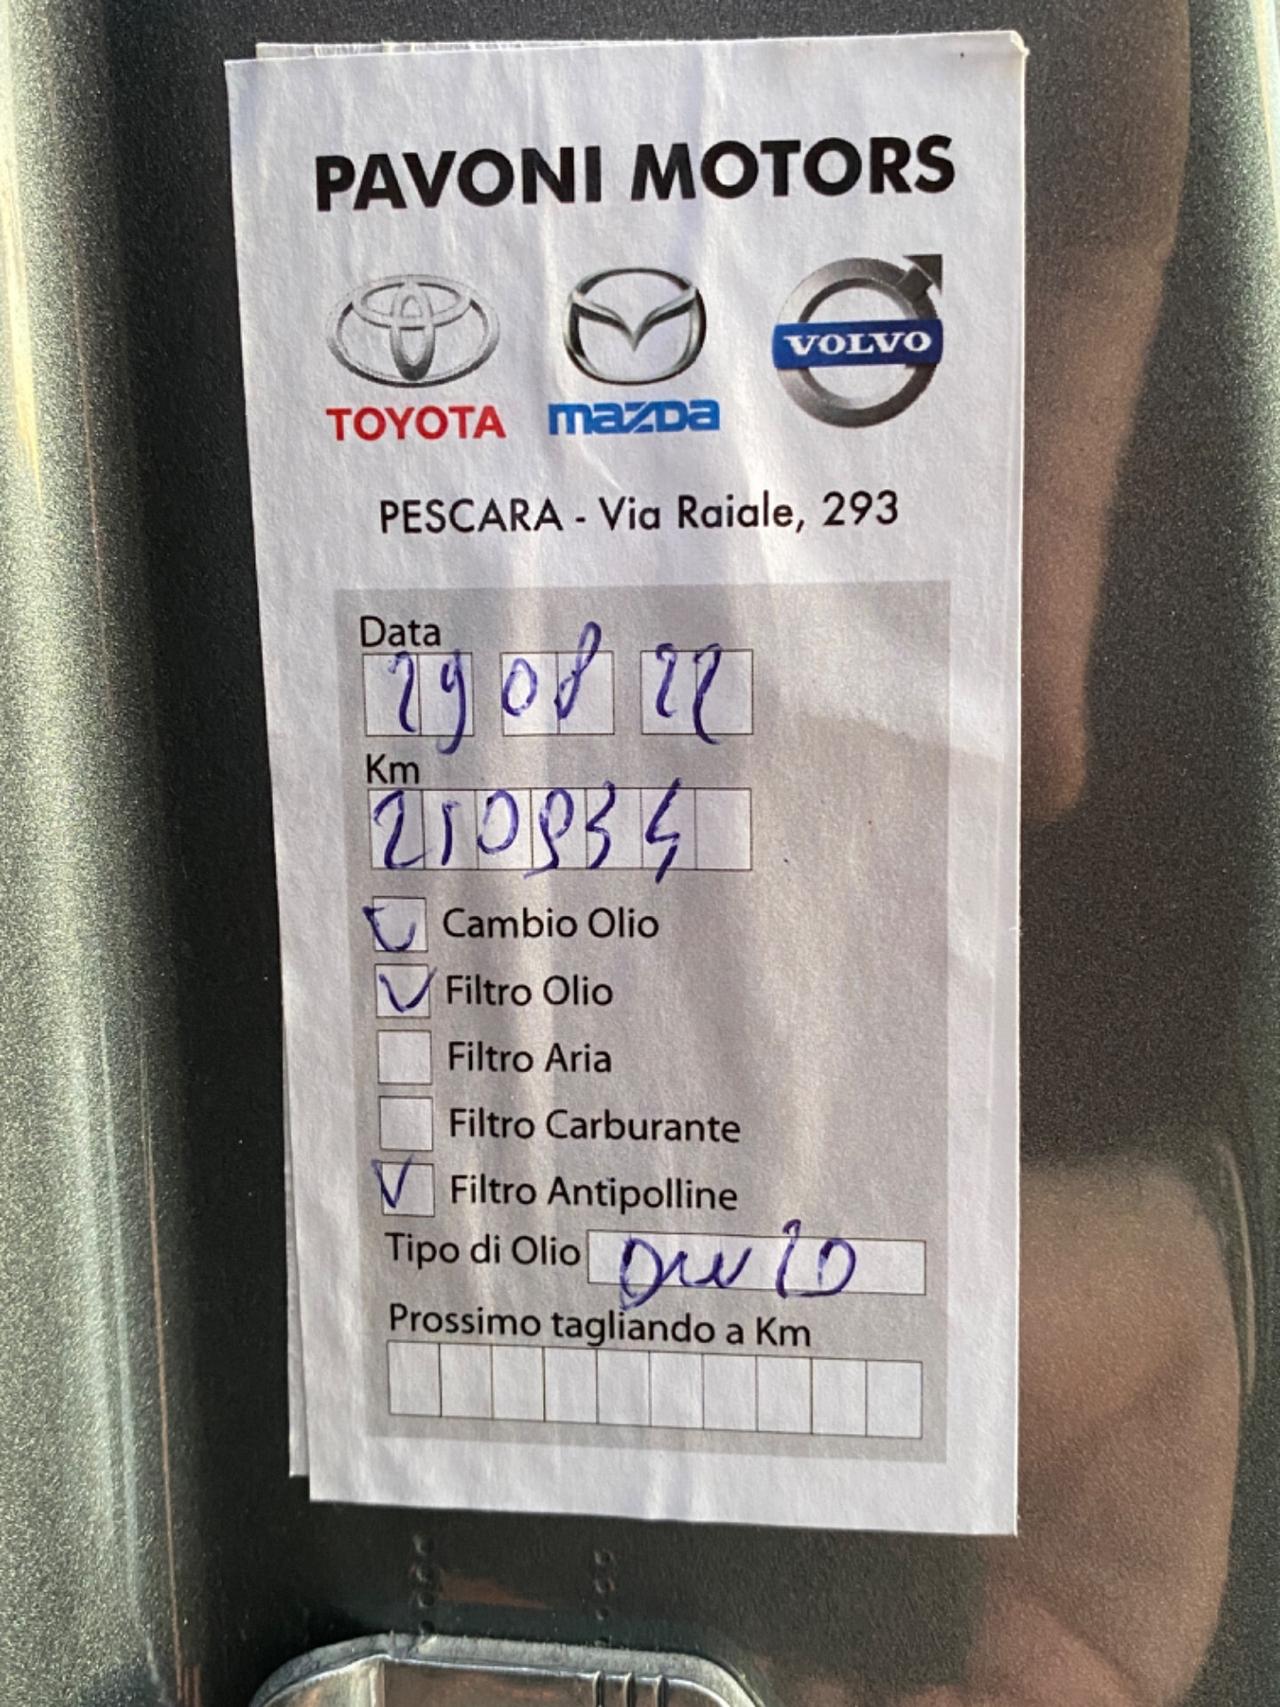 PAVONI MOTORS
TOYOTA mazda VOLVO
PESCARA - Via Raiale, 293
Data
29 08 22
Km
210934
Cambio Olio
Filtro Olio
Filtro Aria
Filtro Carburante
Filtro Antipolline
Tipo di Olio 0w20
Prossimo tagliando a Km